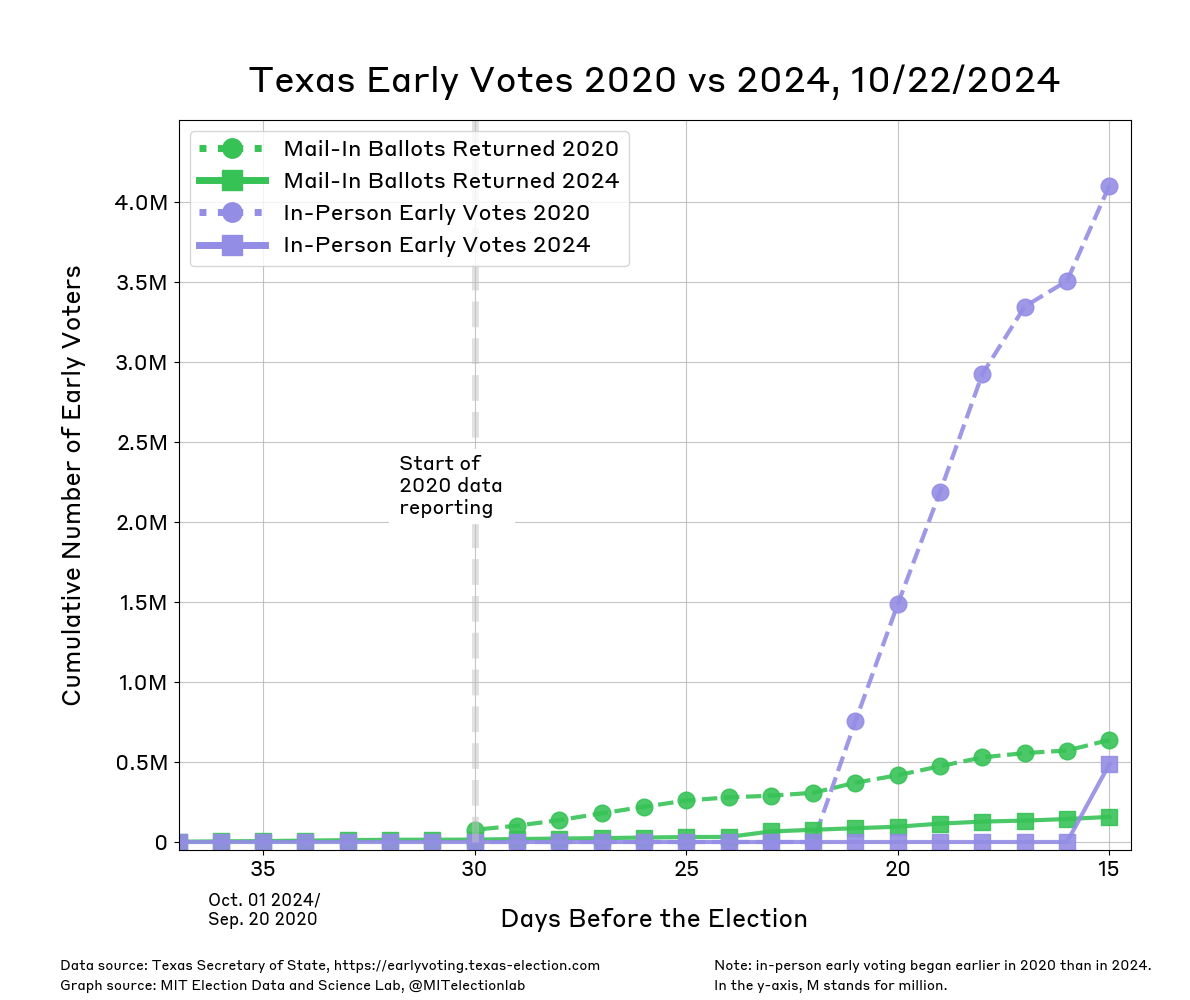 Texas Early Votes 2020 vs 2024, 10/22/2024
Mail-In Ballots Returned 2020
Mail-In Ballots Returned 2024
In-Person Early Votes 2020
In-Person Early Votes 2024
Cumulative Number of Early Voters
4.0M
3.5M
3.0M
2.5M
2.0M
1.5M
1.0M
0.5M
0
Start of
2020 data
reporting
35
30
25
20
15
Oct. 01 2024/
Sep. 20 2020
Days Before the Election
Data source: Texas Secretary of State, https://earlyvoting.texas-election.com
Graph source: MIT Election Data and Science Lab, @MITelectionlab
Note: in-person early voting began earlier in 2020 than in 2024.
In the y-axis, M stands for million.